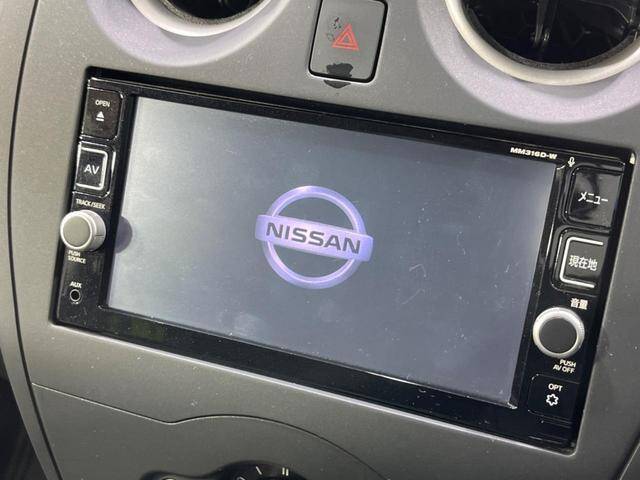 OPEN
AV
TRACK/SEEK
PUSH
SOURCE
AUX
NISSAN
MM316D-W
メニュー
現在地
音量
PUSH
AV OFF
OPT